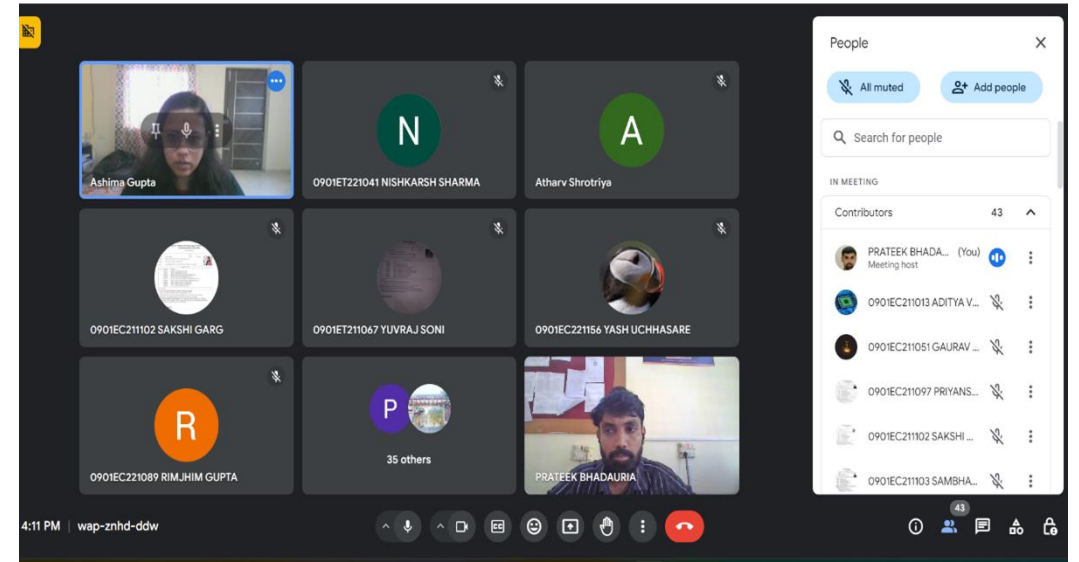 Ashima Gupta
N
0901ET221041 NISHKARSH SHARMA
A
Atharv Shrotriya
0901EC211102 SAKSHI GARG
0901ET211067 YUVRAJ SONI
0901EC221156 YASH UCHHASARE
R
0901EC221089 RIMJHIM GUPTA
P
35 others
PRATEEK BHADAURIA
People
All muted
Add people
Search for people
IN MEETING
Contributors 43
PRATEEK BHADA... (You)
Meeting host
0901EC211013 ADITYA V...
0901EC211051 GAURAV ...
0901EC211097 PRIYANS...
0901EC211102 SAKSHI ...
0901EC211103 SAMBHA...
4:11 PM | wap-znhd-ddw
CC
43